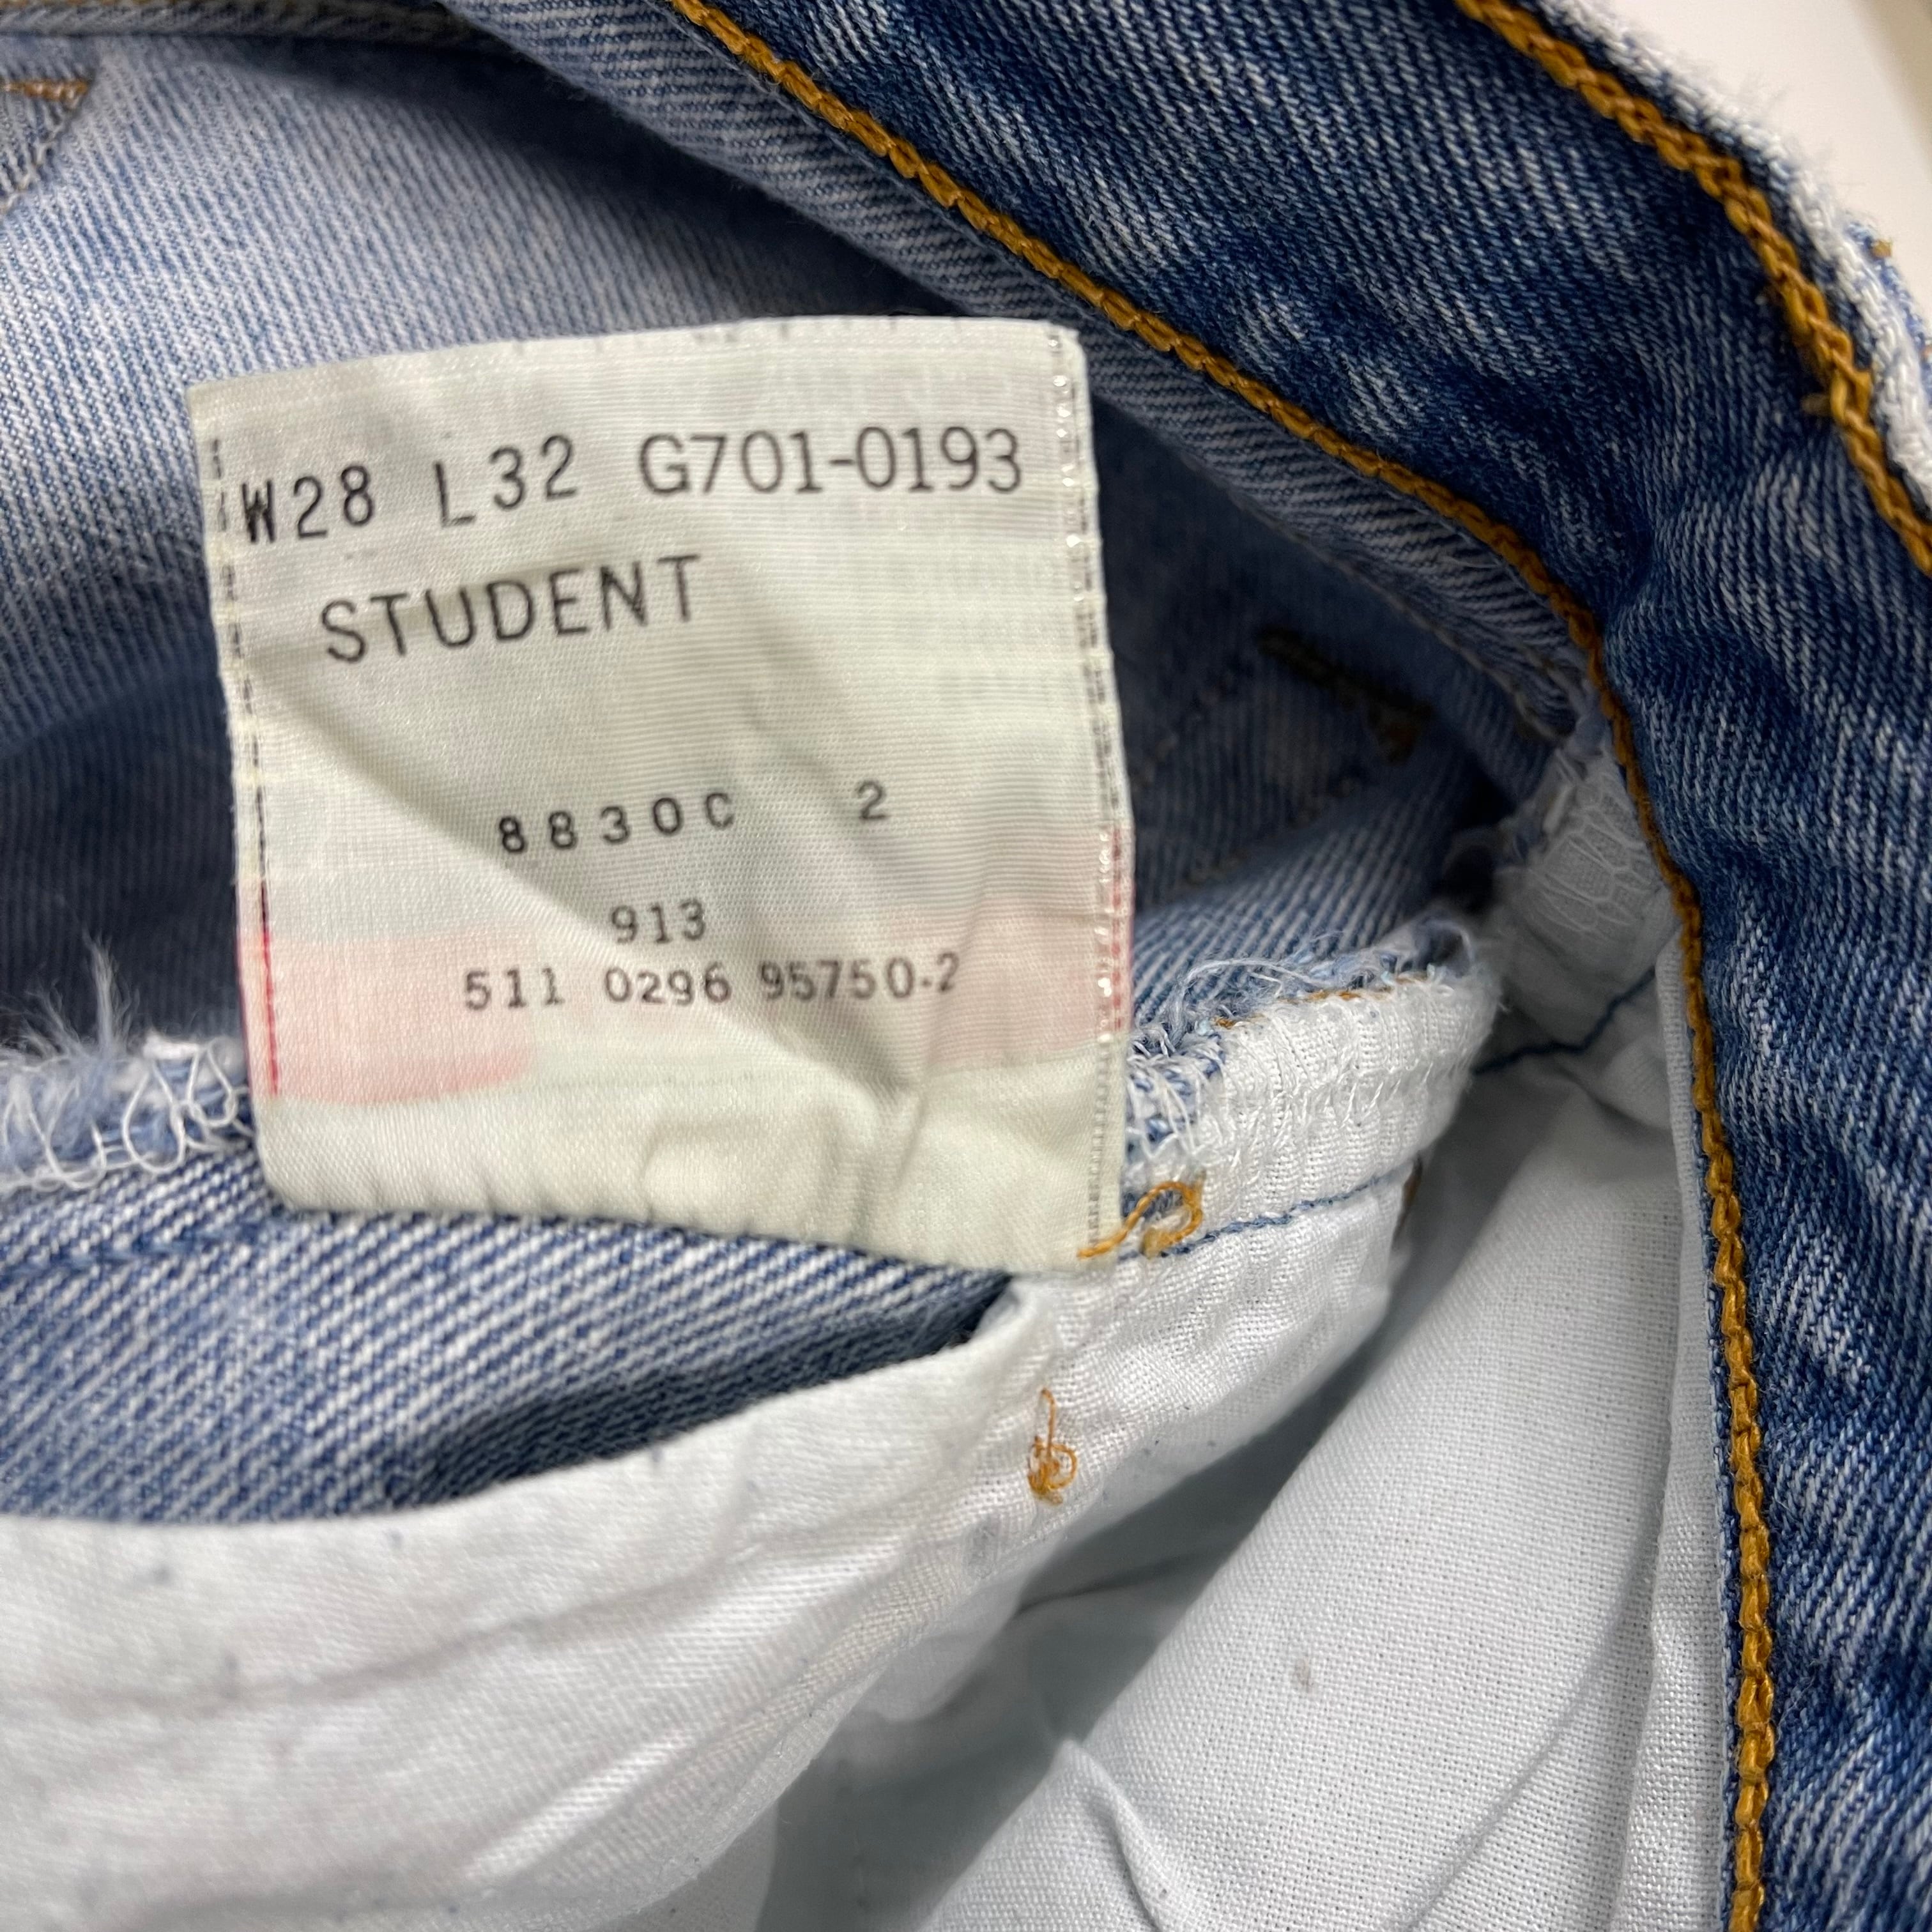 W28 L32 G701-0193
STUDENT
8830C 2
913
511 0296 95750-2